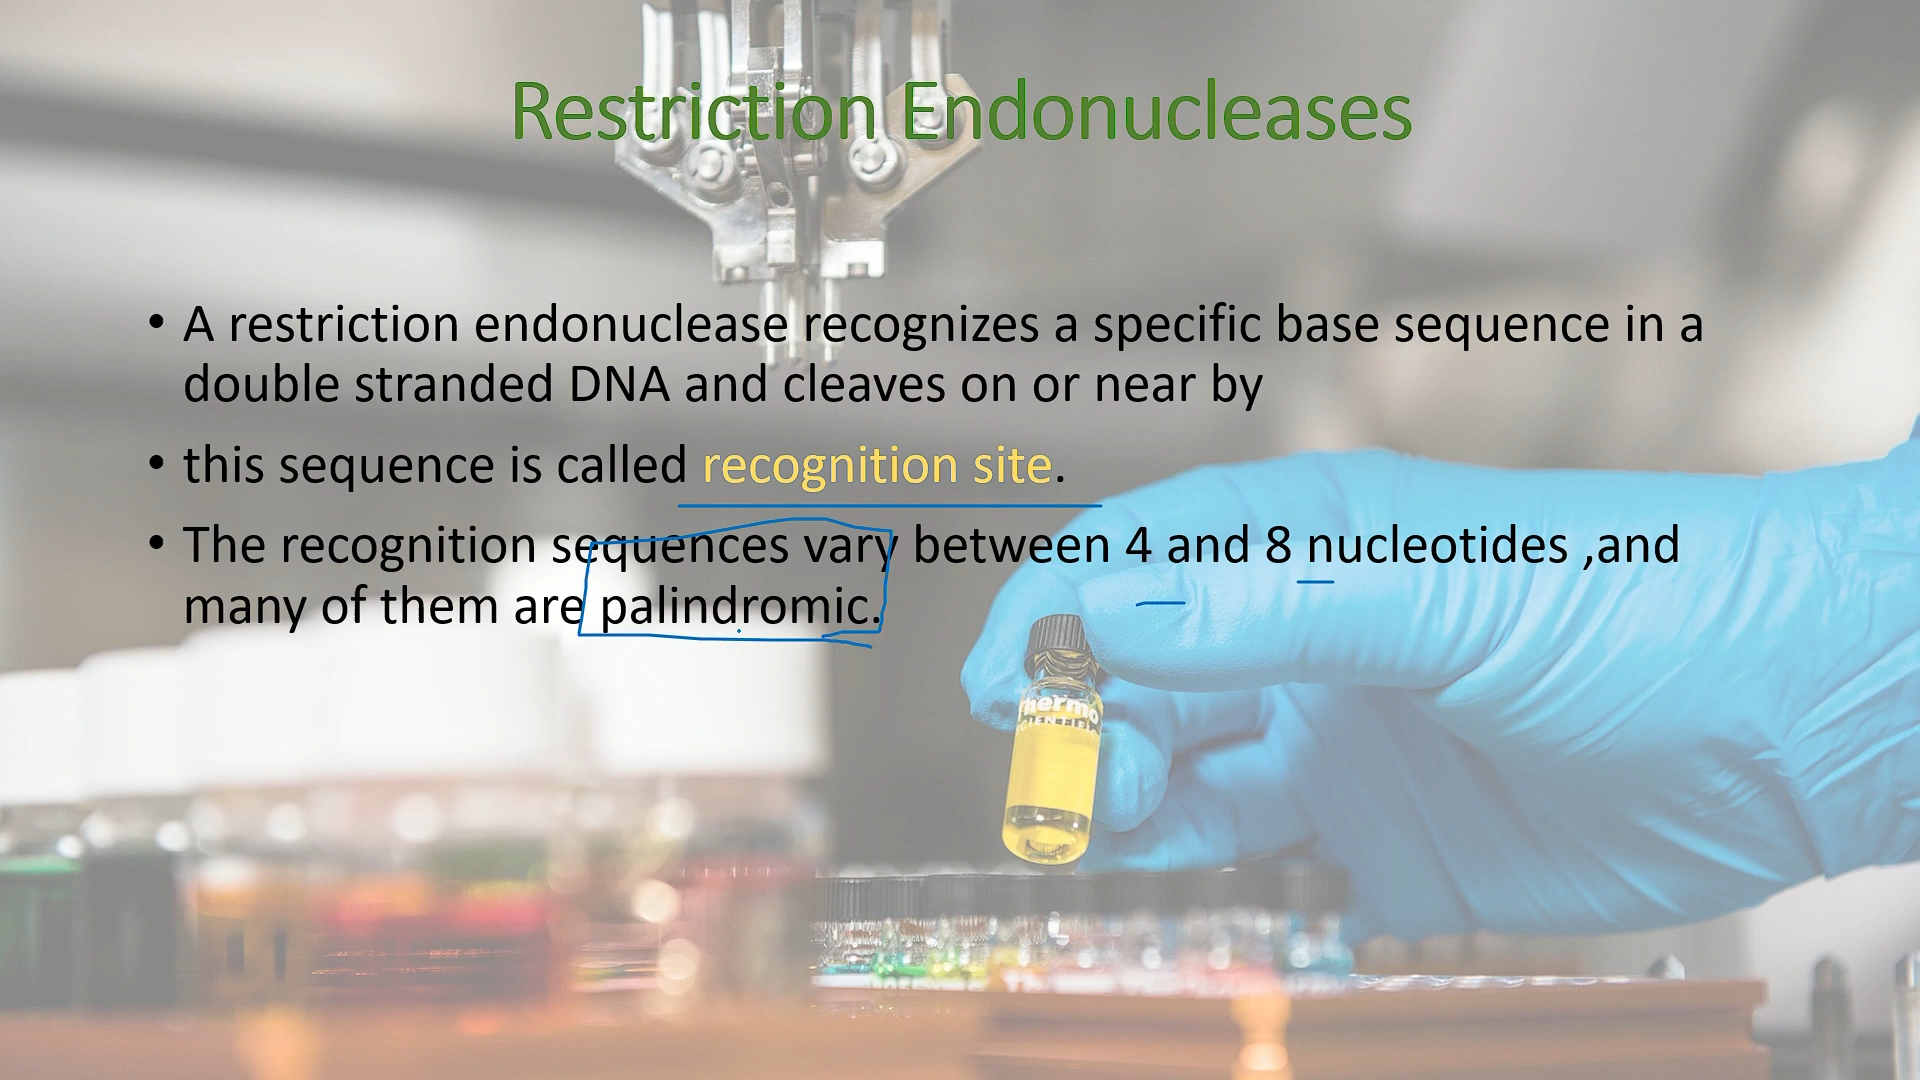 Restriction Endonucleases
• A restriction endonuclease recognizes a specific base sequence in a
double stranded DNA and cleaves on or near by
• this sequence is called recognition site.
• The recognition sequences vary between 4 and 8 nucleotides ,and
many of them are palindromic.
Thermo
SCIENTIFIC